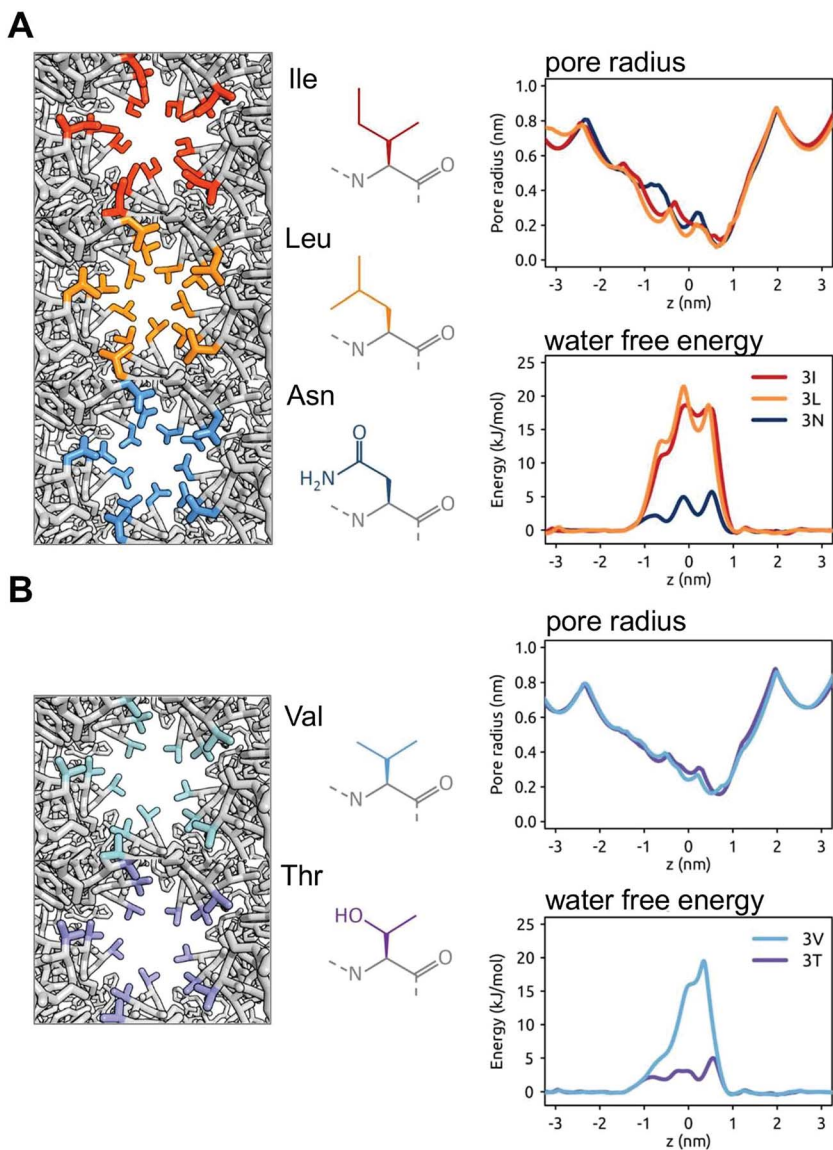 A
Ile
N
O
Leu
N
O
Asn
O
H2N
N
O
pore radius
Pore radius (nm)
1.0
0.8
0.6
0.4
0.2
0.0
-3 -2 -1 0 1 2 3
z (nm)
water free energy
Energy (kJ/mol)
25
20
15
10
5
0
3I
3L
3N
-3 -2 -1 0 1 2 3
z (nm)
B
Val
N
O
Thr
HO
N
O
pore radius
Pore radius (nm)
1.0
0.8
0.6
0.4
0.2
0.0
-3 -2 -1 0 1 2 3
z (nm)
water free energy
Energy (kJ/mol)
25
20
15
10
5
0
3V
3T
-3 -2 -1 0 1 2 3
z (nm)